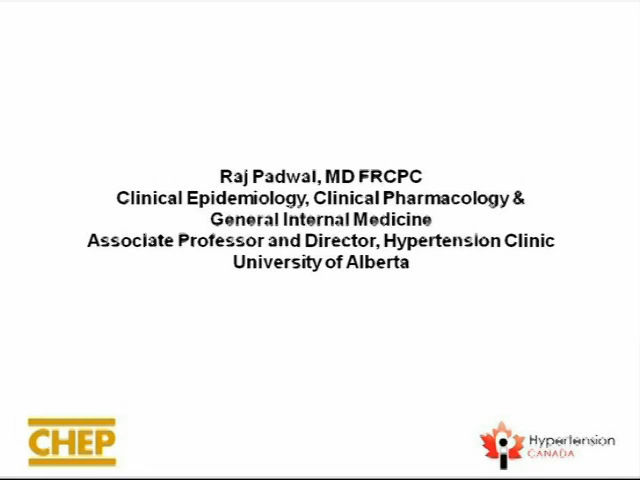 Raj Padwal, MD FRCPC
Clinical Epidemiology, Clinical Pharmacology &
General Internal Medicine
Associate Professor and Director, Hypertension Clinic
University of Alberta
CHEP
Hypertension
CANADA